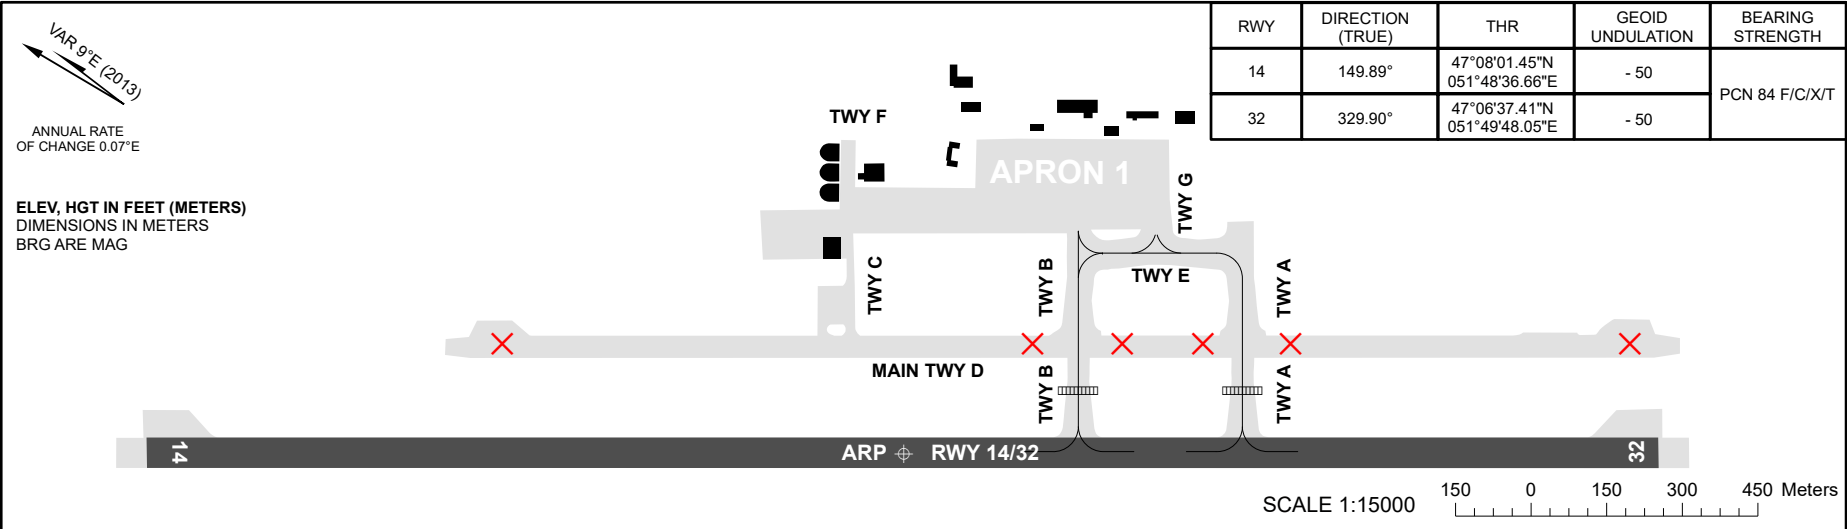 VAR 9°E (2013)
ANNUAL RATE
OF CHANGE 0.07°E
ELEV, HGT IN FEET (METERS)
DIMENSIONS IN METERS
BRG ARE MAG
RWY
DIRECTION
(TRUE)
THR
GEOID
UNDULATION
BEARING
STRENGTH
14
149.89°
47°08'01.45"N
051°48'36.66"E
- 50
PCN 84 F/C/X/T
32
329.90°
47°06'37.41"N
051°49'48.05"E
- 50
TWY F
APRON 1
TWY G
TWY C
TWY B
TWY E
TWY A
MAIN TWY D
TWY B
TWY A
14
ARP RWY 14/32
32
SCALE 1:15000
150 0 150 300 450 Meters